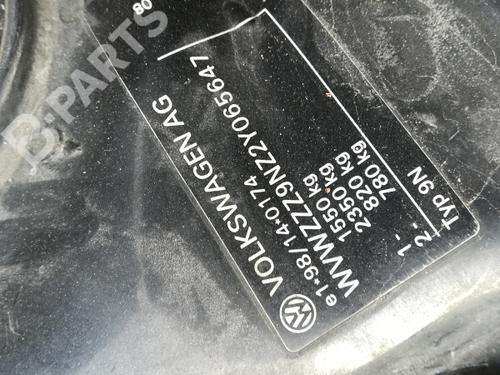 08
B-PARTS
VOLKSWAGEN AG
e1*98/14*0174
WVWZZZ9NZ2Y065647
1550 kg
2350 kg
1- 820 kg
2- 780 kg
Typ 9N